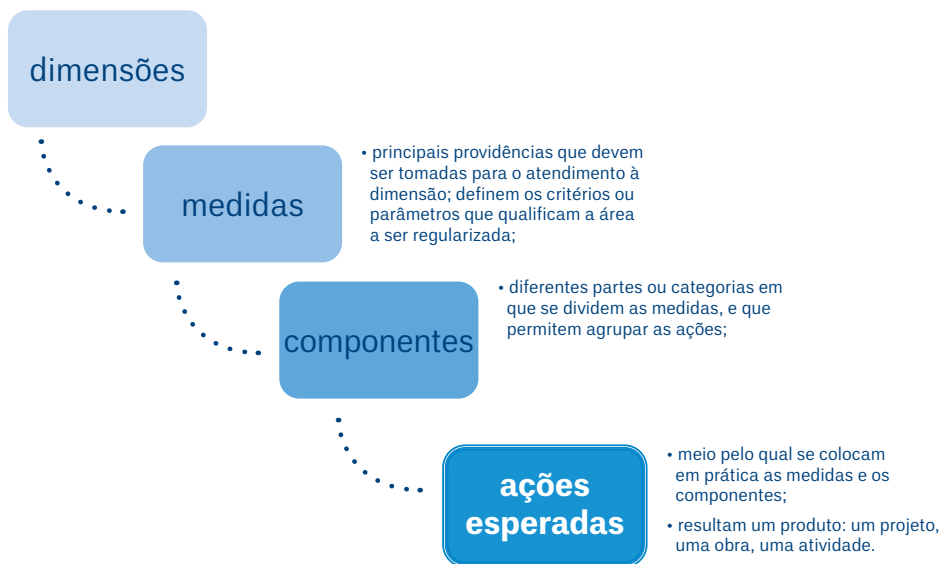 dimensões
medidas
• principais providências que devem
ser tomadas para o atendimento à
dimensão; definem os critérios ou
parâmetros que qualificam a área
a ser regularizada;
componentes
• diferentes partes ou categorias em
que se dividem as medidas, e que
permitem agrupar as ações;
ações
esperadas
• meio pelo qual se colocam
em prática as medidas e os
componentes;
• resultam um produto: um projeto,
uma obra, uma atividade.